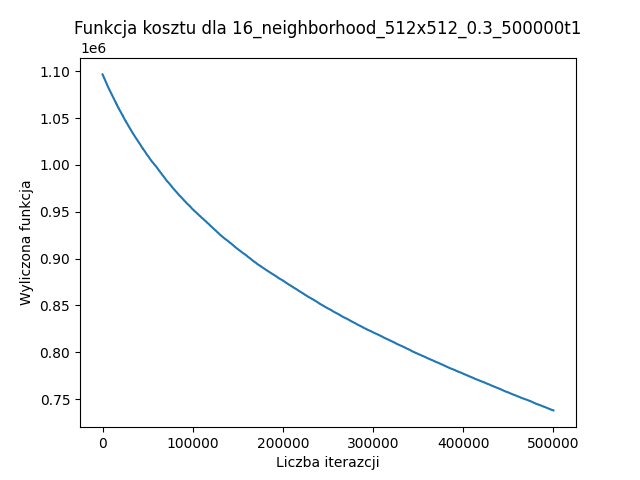 Funkcja kosztu dla 16_neighborhood_512x512_0.3_500000t1
1e6
1.10
1.05
1.00
0.95
0.90
0.85
0.80
0.75
Wyliczona funkcja
0 100000 200000 300000 400000 500000
Liczba iterazcji